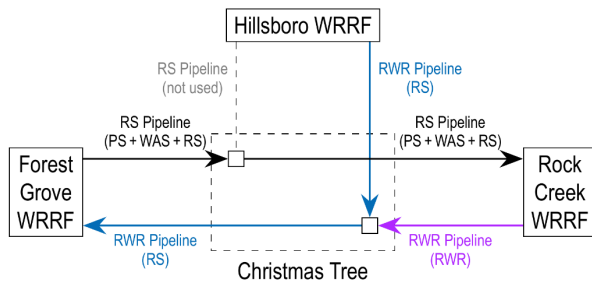 Hillsboro WRRF
RS Pipeline
(not used)
RWR Pipeline
(RS)
RS Pipeline
(PS + WAS + RS)
RS Pipeline
(PS + WAS + RS)
Forest
Grove
WRRF
Rock
Creek
WRRF
RWR Pipeline
(RS)
RWR Pipeline
(RWR)
Christmas Tree